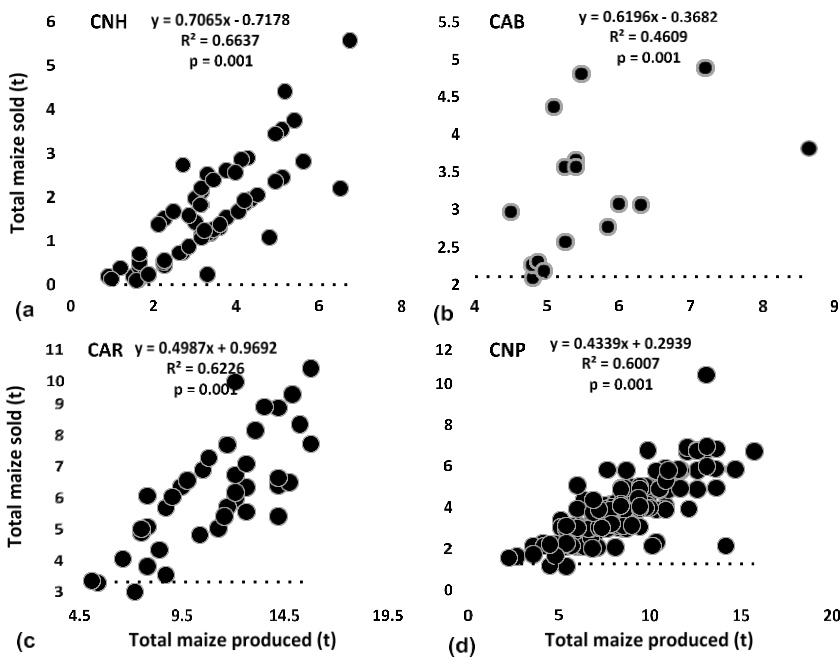 CNH
y = 0.7065x - 0.7178
R² = 0.6637
p = 0.001
Total maize sold (t)
6
5
4
3
2
1
0
0 2 4 6 8
(a
CAB
y = 0.6196x - 0.3682
R² = 0.4609
p = 0.001
5.5
5
4.5
4
3.5
3
2.5
2
4 5 6 7 8 9
(b
CAR
y = 0.4987x + 0.9692
R² = 0.6226
p = 0.001
Total maize sold (t)
11
10
9
8
7
6
5
4
3
4.5 9.5 14.5 19.5
(c
Total maize produced (t)
CNP
y = 0.4339x + 0.2939
R² = 0.6007
p = 0.001
12
10
8
6
4
2
0
0 5 10 15 20
(d)
Total maize produced (t)